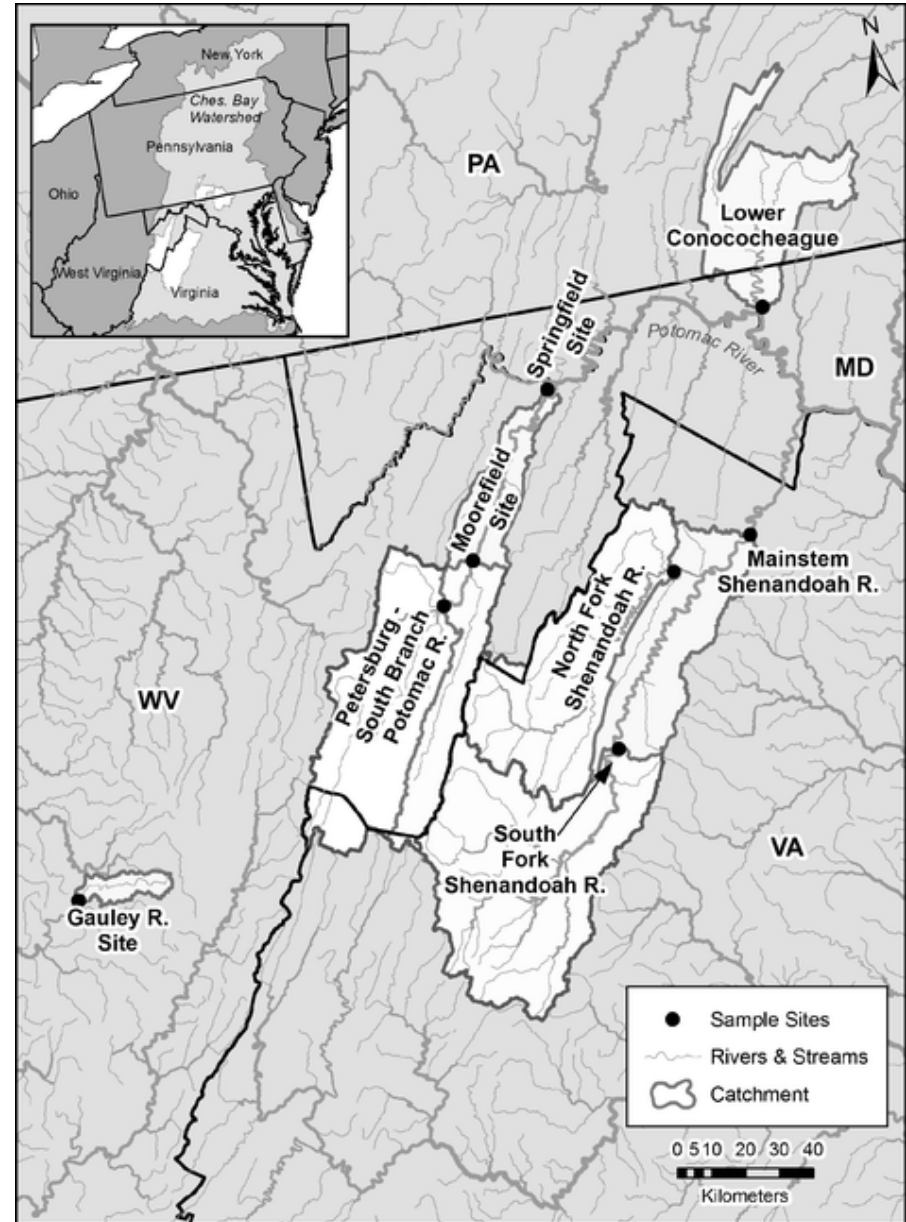 New York
Ches. Bay
Watershed
Pennsylvania
Ohio
West Virginia
Virginia
N
PA
Lower
Conococheague
Springfield
Site
Potomac River
MD
Moorefield
Site
Mainstem
Shenandoah R.
North Fork
Shenandoah R.
Petersburg -
South Branch
Potomac R.
WV
South
Fork
Shenandoah R.
VA
Gauley R.
Site
Sample Sites
Rivers & Streams
Catchment
0 5 10 20 30 40
Kilometers